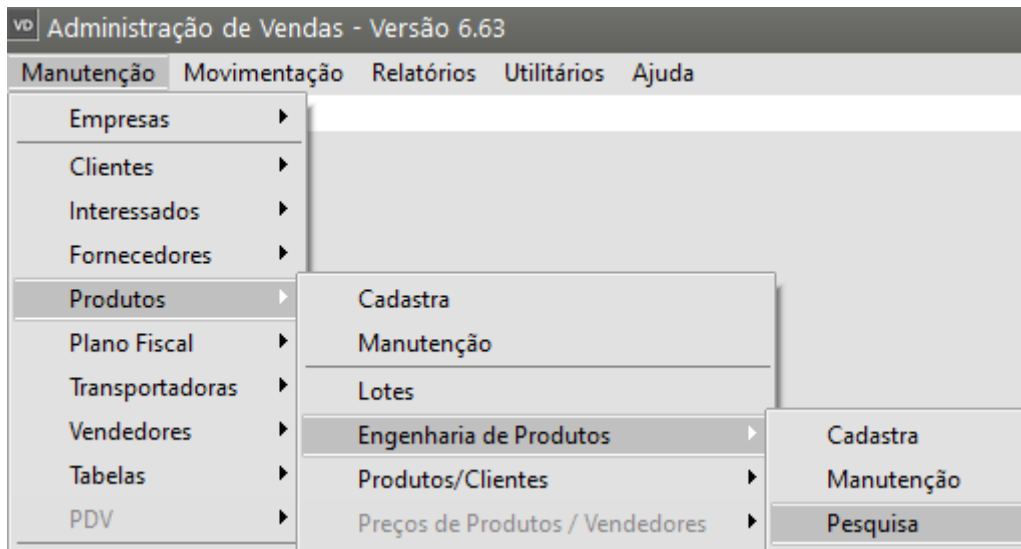 VD Administração de Vendas - Versão 6.63
Manutenção Movimentação Relatórios Utilitários Ajuda
Empresas
Clientes
Interessados
Fornecedores
Produtos
Plano Fiscal
Transportadoras
Vendedores
Tabelas
PDV
Cadastra
Manutenção
Lotes
Engenharia de Produtos
Produtos/Clientes
Preços de Produtos / Vendedores
Cadastra
Manutenção
Pesquisa